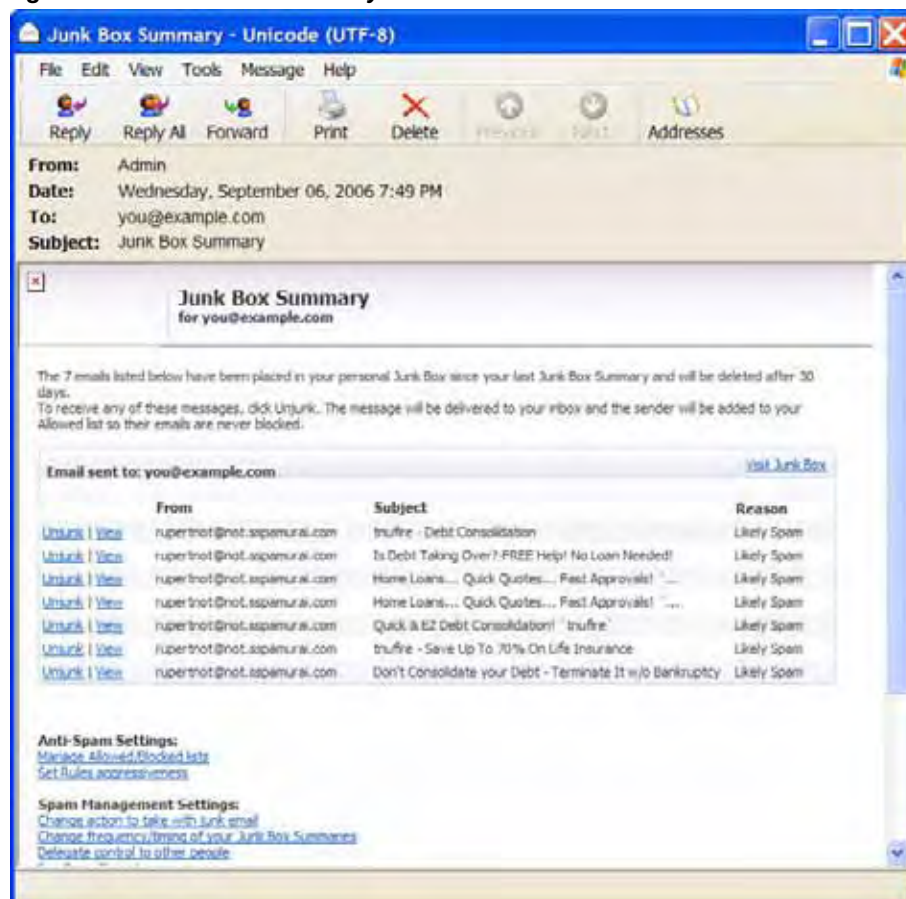 Junk Box Summary - Unicode (UTF-8)
File Edit View Tools Message Help
Reply Reply All Forward Print Delete Previous Next Addresses
From: Admin
Date: Wednesday, September 06, 2006 7:49 PM
To: you@example.com
Subject: Junk Box Summary
Junk Box Summary
for you@example.com
The 7 emails listed below have been placed in your personal Junk Box since your last Junk Box Summary and will be deleted after 30
days.
To receive any of these messages, click Unjunk. The message will be delivered to your inbox and the sender will be added to your
Allowed list so their emails are never blocked.
Email sent to: you@example.com Visit Junk Box
From Subject Reason
Unjunk | View rupertnot@not.sspamurai.com tnufire - Debt Consolidation Likely Spam
Unjunk | View rupertnot@not.sspamurai.com Is Debt Taking Over? FREE Help! No Loan Needed! Likely Spam
Unjunk | View rupertnot@not.sspamurai.com Home Loans.... Quick Quotes... Fast Approvals! `....
Likely Spam
Unjunk | View rupertnot@not.sspamurai.com Home Loans.... Quick Quotes... Fast Approvals! `.... Likely Spam
Unjunk | View rupertnot@not.sspamurai.com Quick & EZ Debt Consolidation! `tnufire` Likely Spam
Unjunk | View rupertnot@not.sspamurai.com tnufire - Save Up To 70% On Life Insurance Likely Spam
Unjunk | View rupertnot@not.sspamurai.com Don't Consolidate your Debt - Terminate It w/o Bankruptcy Likely Spam
Anti-Spam Settings:
Manage Allowed/Blocked lists
Set Rules aggressiveness
Spam Management Settings:
Change action to take with junk email
Change frequency/timing of your Junk Box Summaries
Delegate control to other people